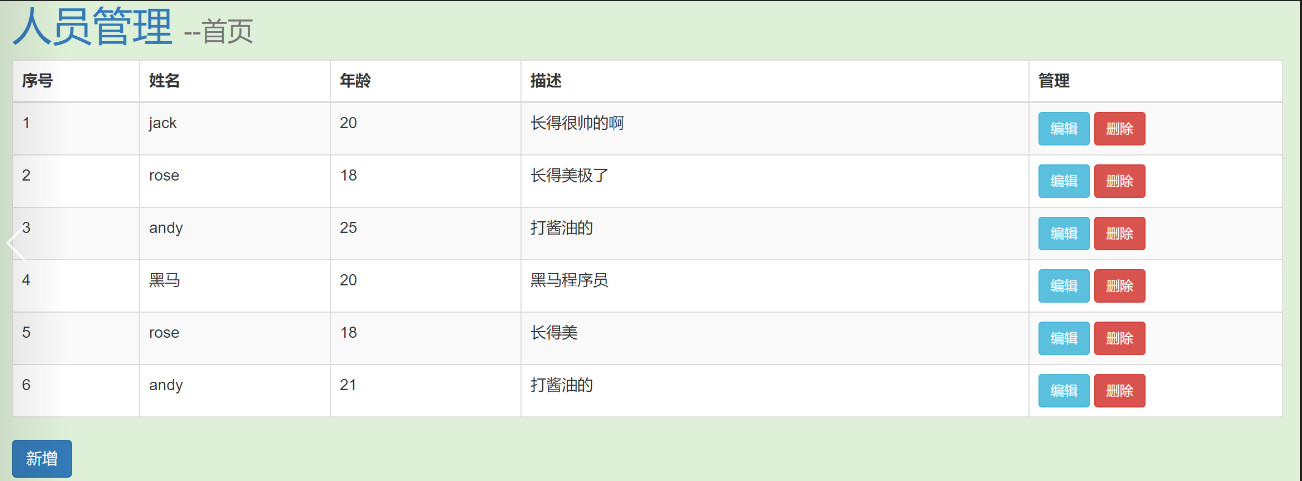 人员管理 --首页
序号 姓名 年龄 描述 管理
1 jack 20 长得很帅的啊 编辑 删除
2 rose 18 长得美极了 编辑 删除
3 andy 25 打酱油的 编辑 删除
4 黑马 20 黑马程序员 编辑 删除
5 rose 18 长得美 编辑 删除
6 andy 21 打酱油的 编辑 删除
新增